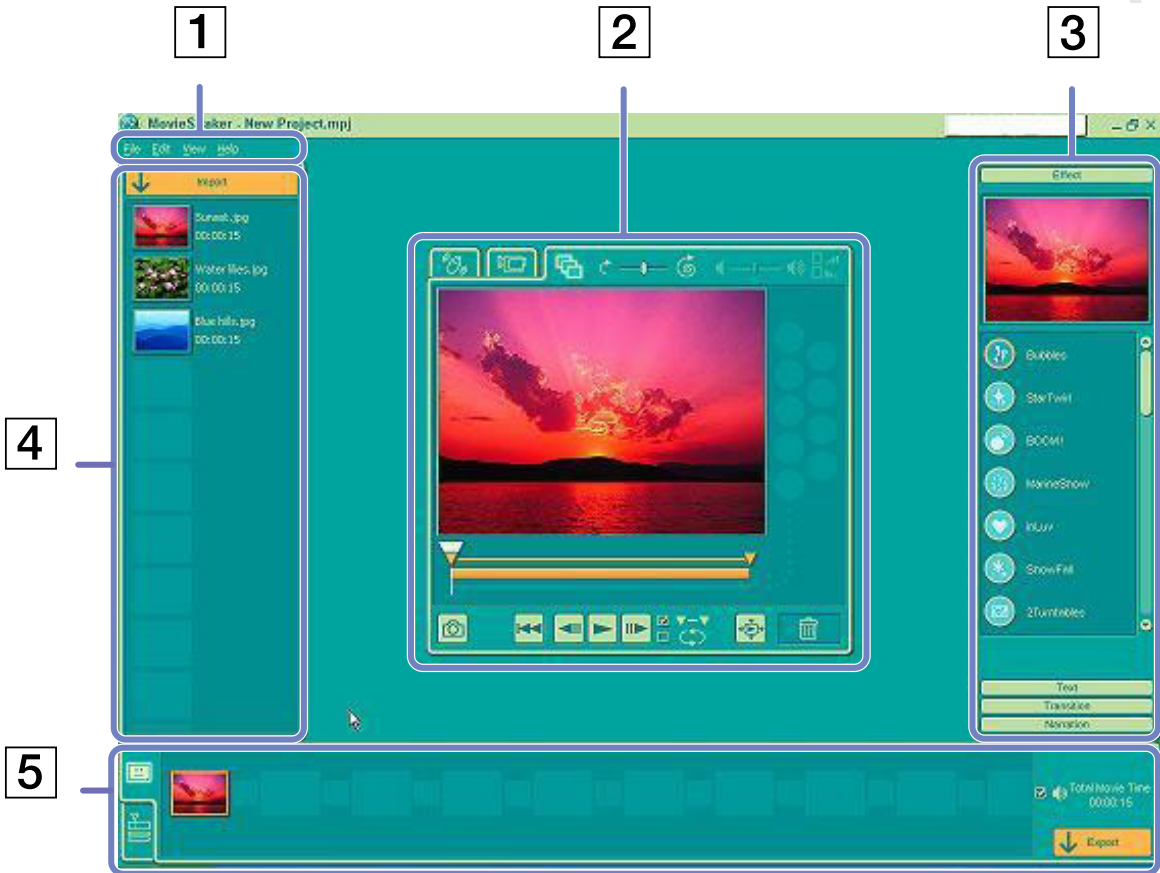 1
2
3
MovieShaker - New Project.mpj
File Edit View Help
Import
Effect
Sunset.jpg
00:00:15
Water lilies.jpg
00:00:15
Blue hills.jpg
00:00:15
Bubbles
StarTwirl
BOOM!
MarineSnow
InLuv
SnowFall
2Turntables
4
Text
Transition
Narration
5
Total Movie Time
00:00:15
Export